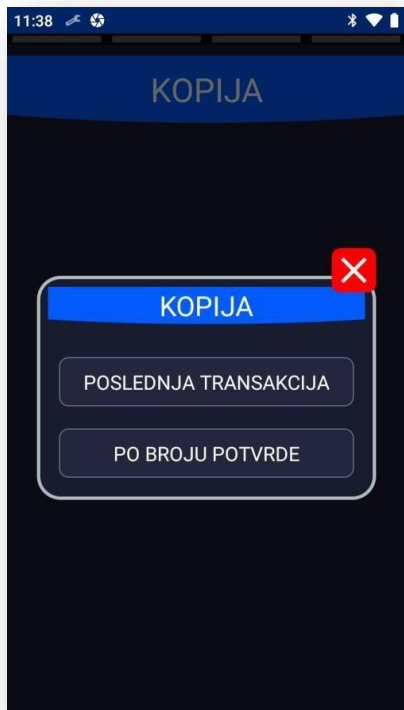 11:38
KOPIJA
KOPIJA
POSLEDNJA TRANSAKCIJA
PO BROJU POTVRDE